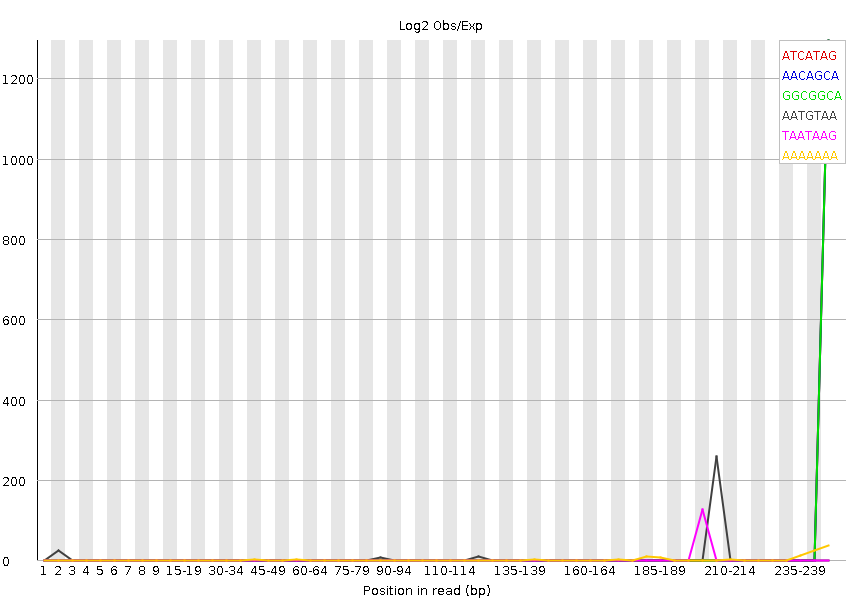 Log2 Obs/Exp
ATCATAG
AACAGCA
GGCGGCA
AATGTAA
TAATAAG
AAAAAAA
1200
1000
800
600
400
200
0
1 2 3 4 5 6 7 8 9 15-19 30-34 45-49 60-64 75-79 90-94 110-114 135-139 160-164 185-189 210-214 235-239
Position in read (bp)